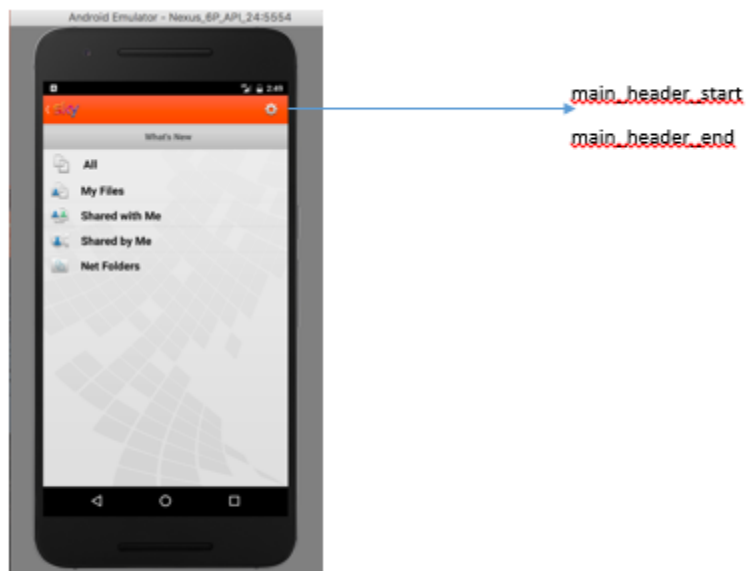 Android Emulator - Nexus_6P_API_24:5554
2:49
sky
What's New
All
My Files
Shared with Me
Shared by Me
Net Folders
main_header_start
main_header_end